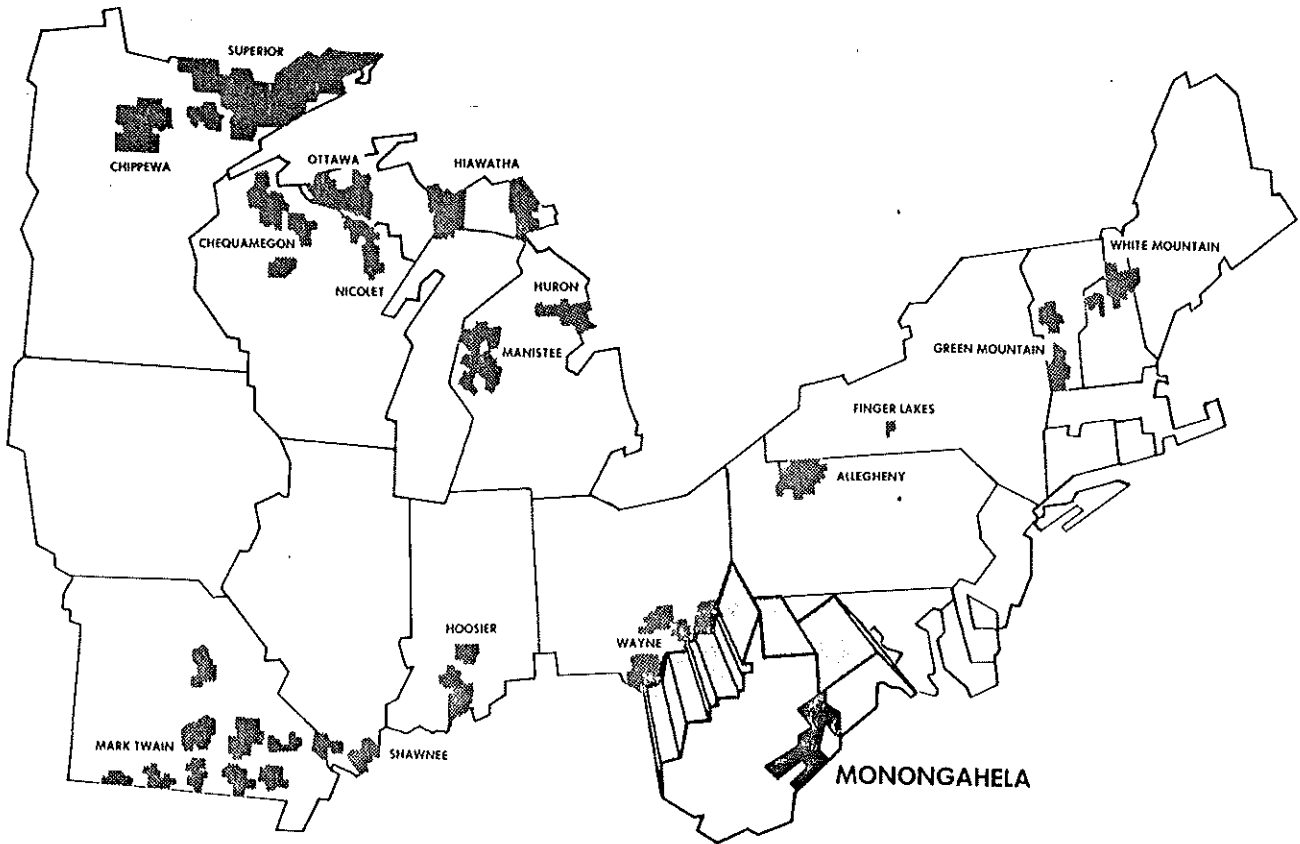 SUPERIOR
CHIPPEWA
OTTAWA
HIAWATHA
CHEQUAMEGON
NICOLET
HURON
MANISTEE
WHITE MOUNTAIN
GREEN MOUNTAIN
FINGER LAKES
ALLEGHENY
HOOSIER
WAYNE
MARK TWAIN
SHAWNEE
MONONGAHELA